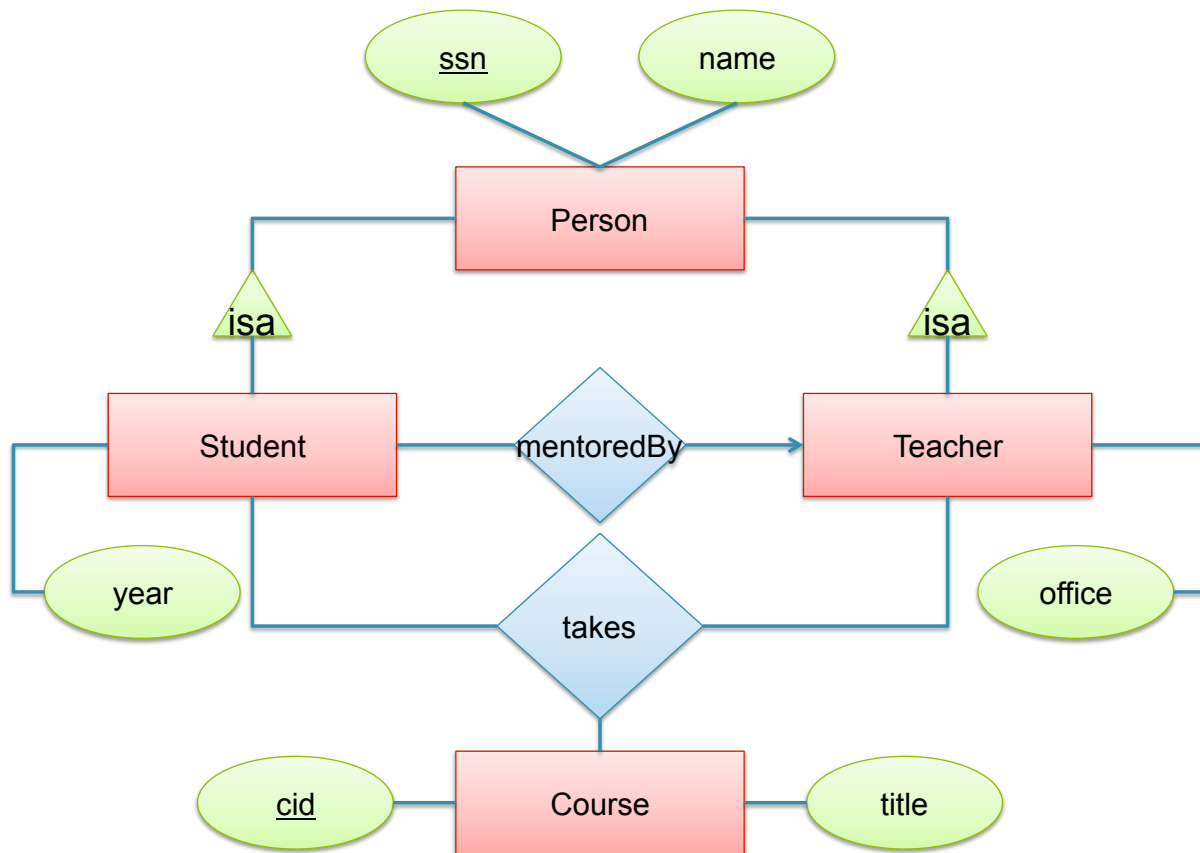 ssn
name
Person
isa
isa
Student
mentoredBy
Teacher
year
takes
office
cid
Course
title